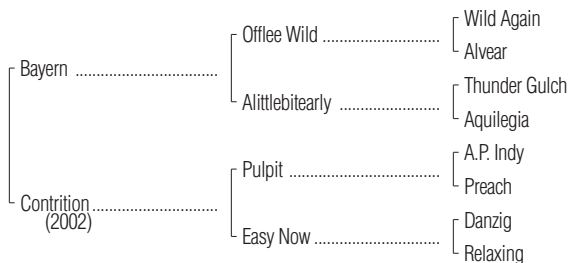 Bayern
Contrition
(2002)
Offlee Wild
Alittlebitearly
Pulpit
Easy Now
Wild Again
Alvear
Thunder Gulch
Aquilegia
A.P. Indy
Preach
Danzig
Relaxing